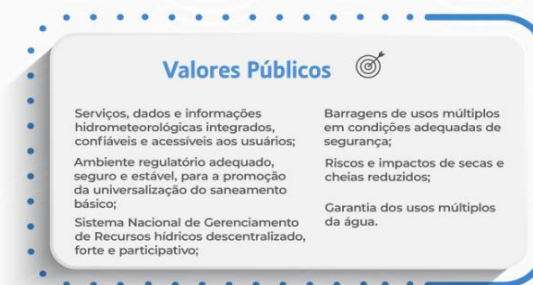 Valores Públicos
Serviços, dados e informações
hidrometeorológicas integrados,
confiáveis e acessíveis aos usuários;
Ambiente regulatório adequado,
seguro e estável, para a promoção
da universalização do saneamento
básico;
Sistema Nacional de Gerenciamento
de Recursos hídricos descentralizado,
forte e participativo;
Barragens de usos múltiplos
em condições adequadas de
segurança;
Riscos e impactos de secas e
cheias reduzidos;
Garantia dos usos múltiplos
da água.